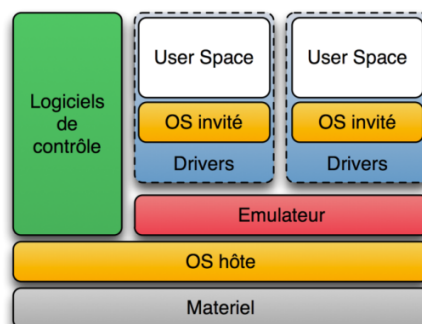 Logiciels
de
contrôle
User Space
OS invité
Drivers
User Space
OS invité
Drivers
Emulateur
OS hôte
Materiel